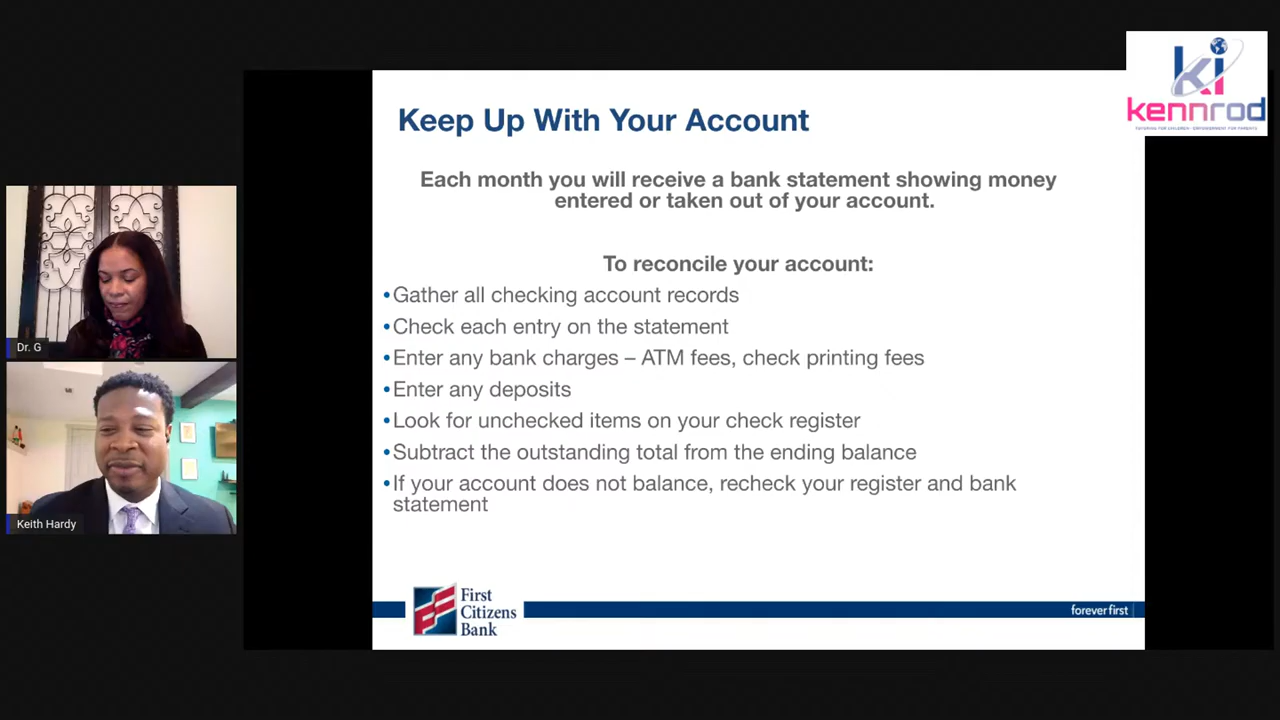 ki
kennrod
Keep Up With Your Account
Each month you will receive a bank statement showing money
entered or taken out of your account.
To reconcile your account:
•Gather all checking account records
•Check each entry on the statement
•Enter any bank charges – ATM fees, check printing fees
•Enter any deposits
•Look for unchecked items on your check register
•Subtract the outstanding total from the ending balance
•If your account does not balance, recheck your register and bank
statement
Dr. G
Keith Hardy
First
Citizens
Bank
forever first